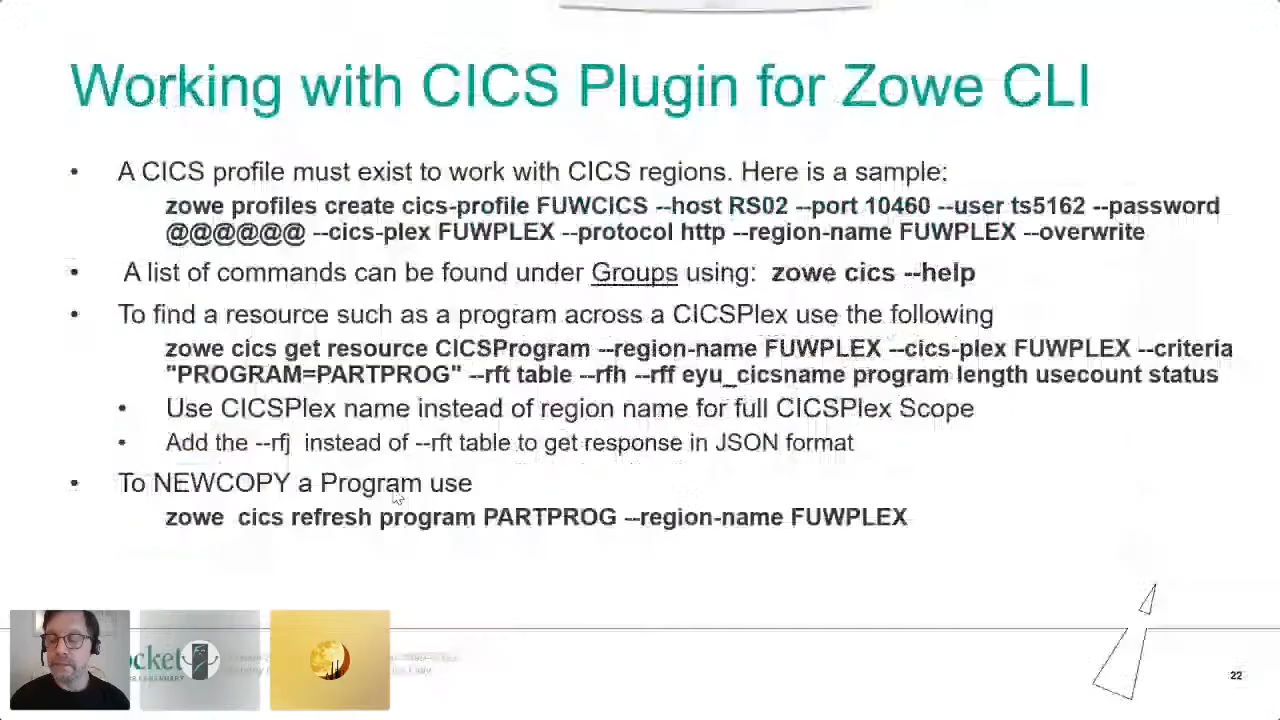 Working with CICS Plugin for Zowe CLI
• A CICS profile must exist to work with CICS regions. Here is a sample:
zowe profiles create cics-profile FUWCICS --host RS02 --port 10460 --user ts5162 --password
@@@@@@ --cics-plex FUWPLEX --protocol http --region-name FUWPLEX --overwrite
• A list of commands can be found under Groups using: zowe cics --help
• To find a resource such as a program across a CICSPlex use the following
zowe cics get resource CICSProgram --region-name FUWPLEX --cics-plex FUWPLEX --criteria
"PROGRAM=PARTPROG" --rft table --rfh --rff eyu_cicsname program length usecount status
• Use CICSPlex name instead of region name for full CICSPlex Scope
• Add the --rfj instead of --rft table to get response in JSON format
• To NEWCOPY a Program use
zowe cics refresh program PARTPROG --region-name FUWPLEX
22